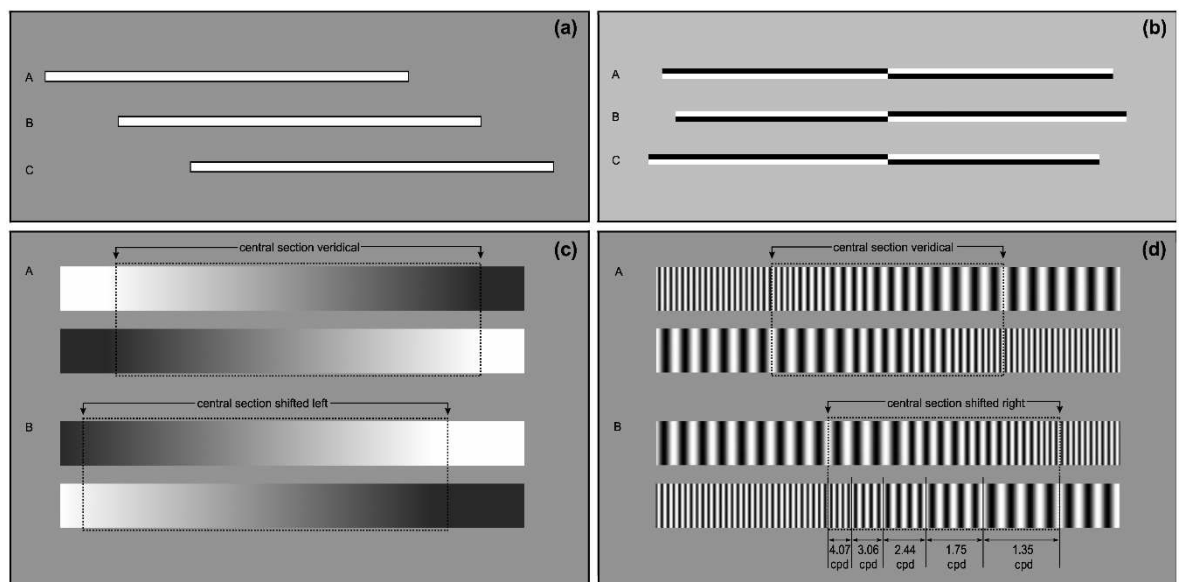 (a)
A
B
C
(b)
A
B
C
(c)
central section veridical
A
central section shifted left
B
(d)
central section veridical
A
central section shifted right
B
4.07 3.06 2.44 1.75 1.35
cpd cpd cpd cpd cpd